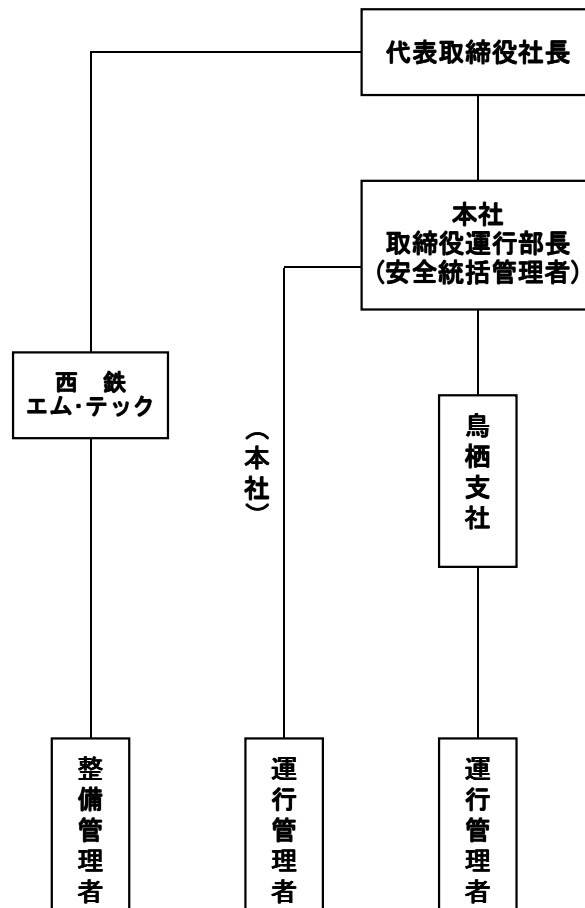 代表取締役社長
本社
取締役運行部長
(安全統括管理者)
西　鉄
エム・テック
(本社)
鳥栖支社
整備管理者
運行管理者
運行管理者